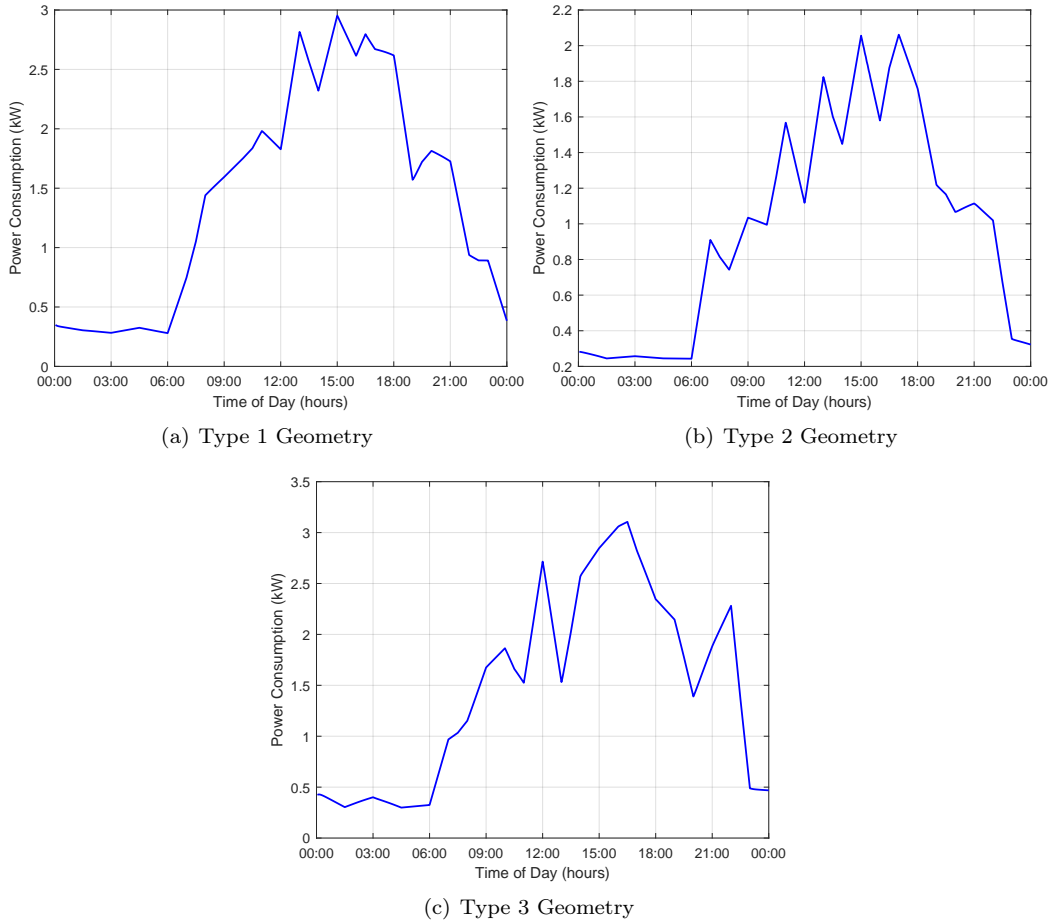 3
2.5
2
1.5
1
0.5
0
Power Consumption (kW)
00:00 03:00 06:00 09:00 12:00 15:00 18:00 21:00 00:00
Time of Day (hours)
(a) Type 1 Geometry
2.2
2
1.8
1.6
1.4
1.2
1
0.8
0.6
0.4
0.2
Power Consumption (kW)
00:00 03:00 06:00 09:00 12:00 15:00 18:00 21:00 00:00
Time of Day (hours)
(b) Type 2 Geometry
3.5
3
2.5
2
1.5
1
0.5
0
Power Consumption (kW)
00:00 03:00 06:00 09:00 12:00 15:00 18:00 21:00 00:00
Time of Day (hours)
(c) Type 3 Geometry